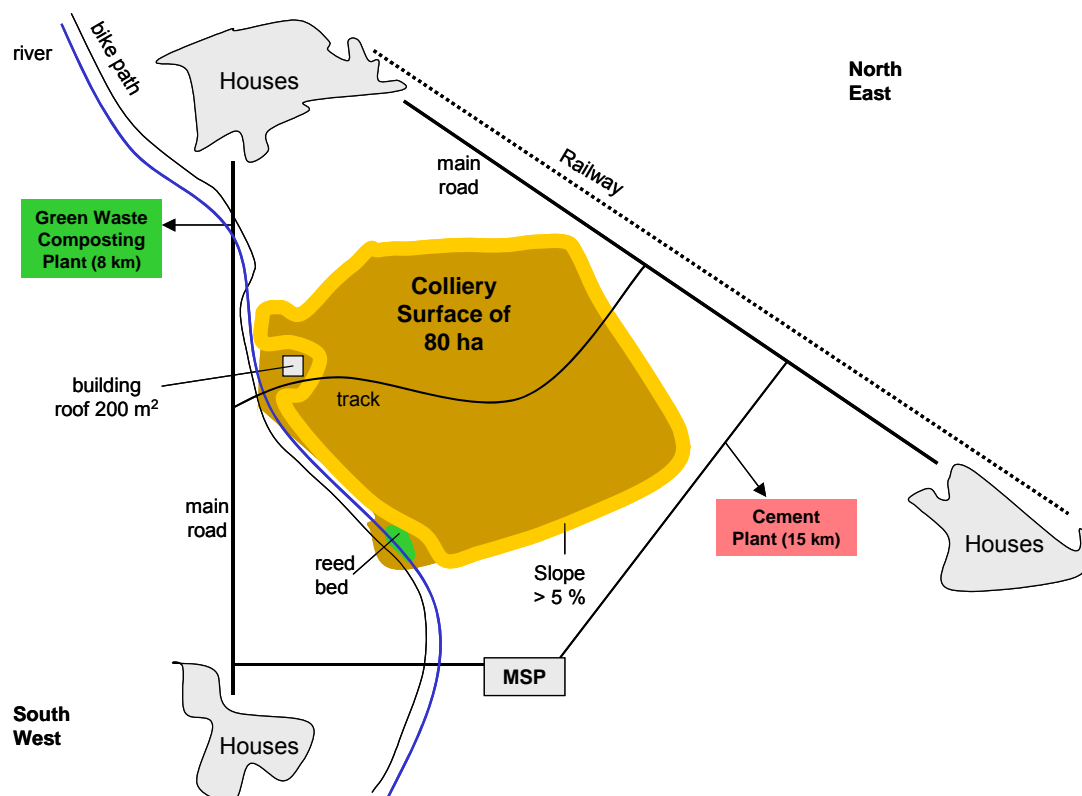 river
bike path
Houses
North
East
main
road
Railway
Green Waste
Composting
Plant (8 km)
Colliery
Surface of
80 ha
building
roof 200 m²
track
main
road
Cement
Plant (15 km)
Houses
reed
bed
Slope
> 5 %
MSP
South
West
Houses